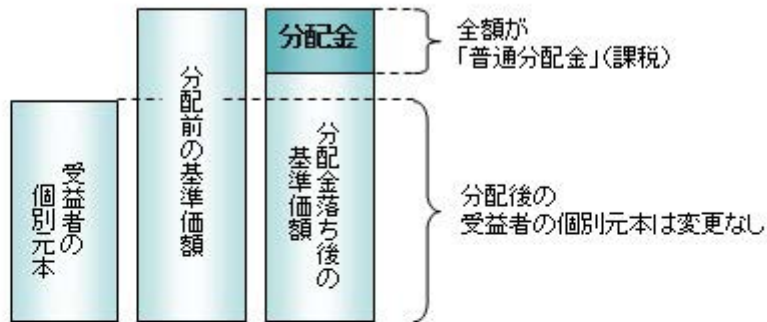 受益者の
個別元本
分配前の基準価額
分配金
分配金落ち後の
基準価額
全額が
「普通分配金」(課税)
分配後の
受益者の個別元本は変更なし